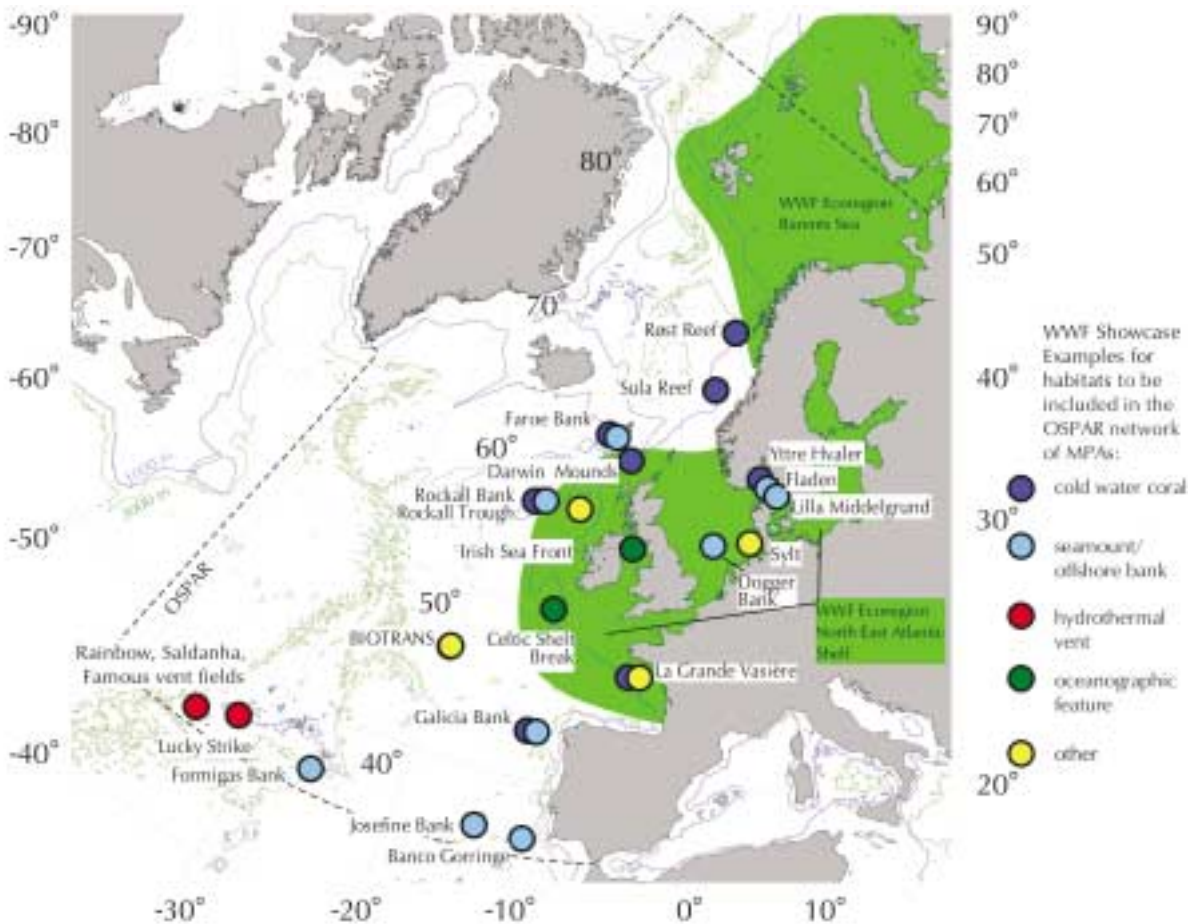 -90°
-80°
-70°
-60°
-50°
-40°
90°
80°
70°
60°
50°
40°
30°
20°
80°
70°
60°
50°
40°
WWF Ecoregion
Barents Sea
Røst Reef
Sula Reef
Faroe Bank
Darwin Mounds
Rockall Bank
Rockall Trough
Irish Sea Front
Yttre Hvaler
Fladen
Lilla Middelgrund
Sylt
Dogger
Bank
OSPAR
BIOTRANS
Celtic Shelf
Break
WWF Ecoregion
North East Atlantic
Shelf
La Grande Vasière
Rainbow, Saldanha,
Famous vent fields
Galicia Bank
Lucky Strike
Formigas Bank
Josefine Bank
Banco Gorringe
-30°
-20°
-10°
0°
10°
WWF Showcase
Examples for
habitats to be
included in the
OSPAR network
of MPAs:
cold water coral
seamount/
offshore bank
hydrothermal
vent
oceanographic
feature
other